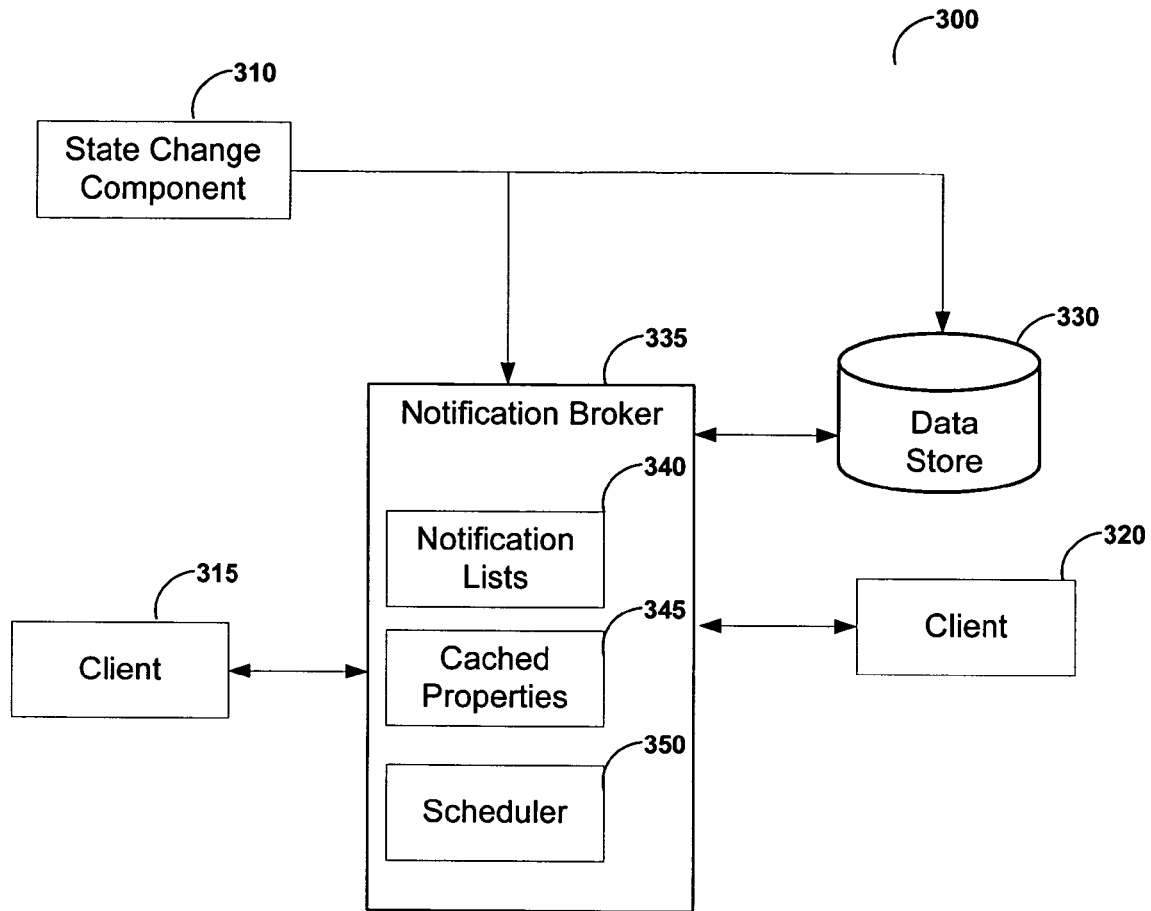 300
310
State Change
Component
330
335
Notification Broker
Data
Store
340
Notification
Lists
320
Client
315
Client
345
Cached
Properties
350
Scheduler